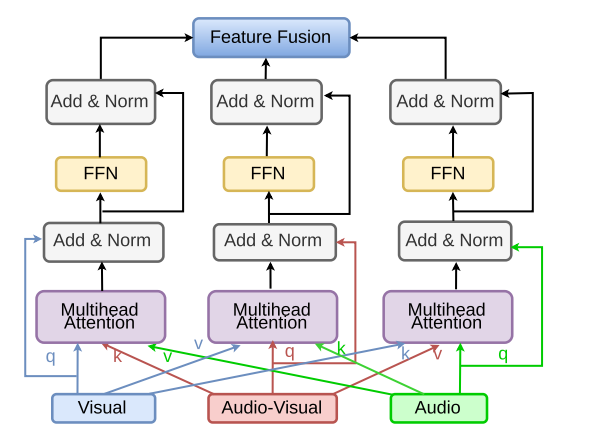 Feature Fusion
Add & Norm
Add & Norm
Add & Norm
FFN
FFN
FFN
Add & Norm
Add & Norm
Add & Norm
Multihead
Attention
Multihead
Attention
Multihead
Attention
q
k
v
v
q
k
k
v
q
Visual
Audio-Visual
Audio